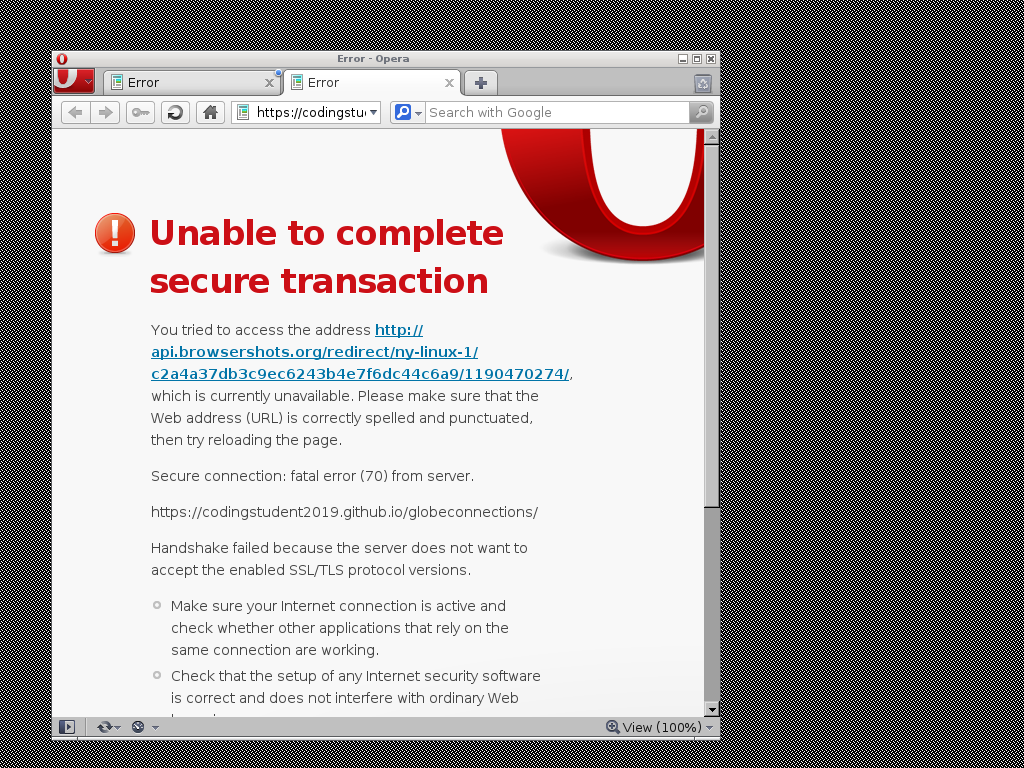 Error - Opera
Error
Error
https://codingstu
Search with Google
Unable to complete
secure transaction
You tried to access the address http://
api.browsershots.org/redirect/ny-linux-1/
c2a4a37db3c9ec6243b4e7f6dc44c6a9/1190470274/,
which is currently unavailable. Please make sure that the
Web address (URL) is correctly spelled and punctuated,
then try reloading the page.
Secure connection: fatal error (70) from server.
https://codingstudent2019.github.io/globeconnections/
Handshake failed because the server does not want to
accept the enabled SSL/TLS protocol versions.
Make sure your Internet connection is active and
check whether other applications that rely on the
same connection are working.
Check that the setup of any Internet security software
is correct and does not interfere with ordinary Web
View (100%)